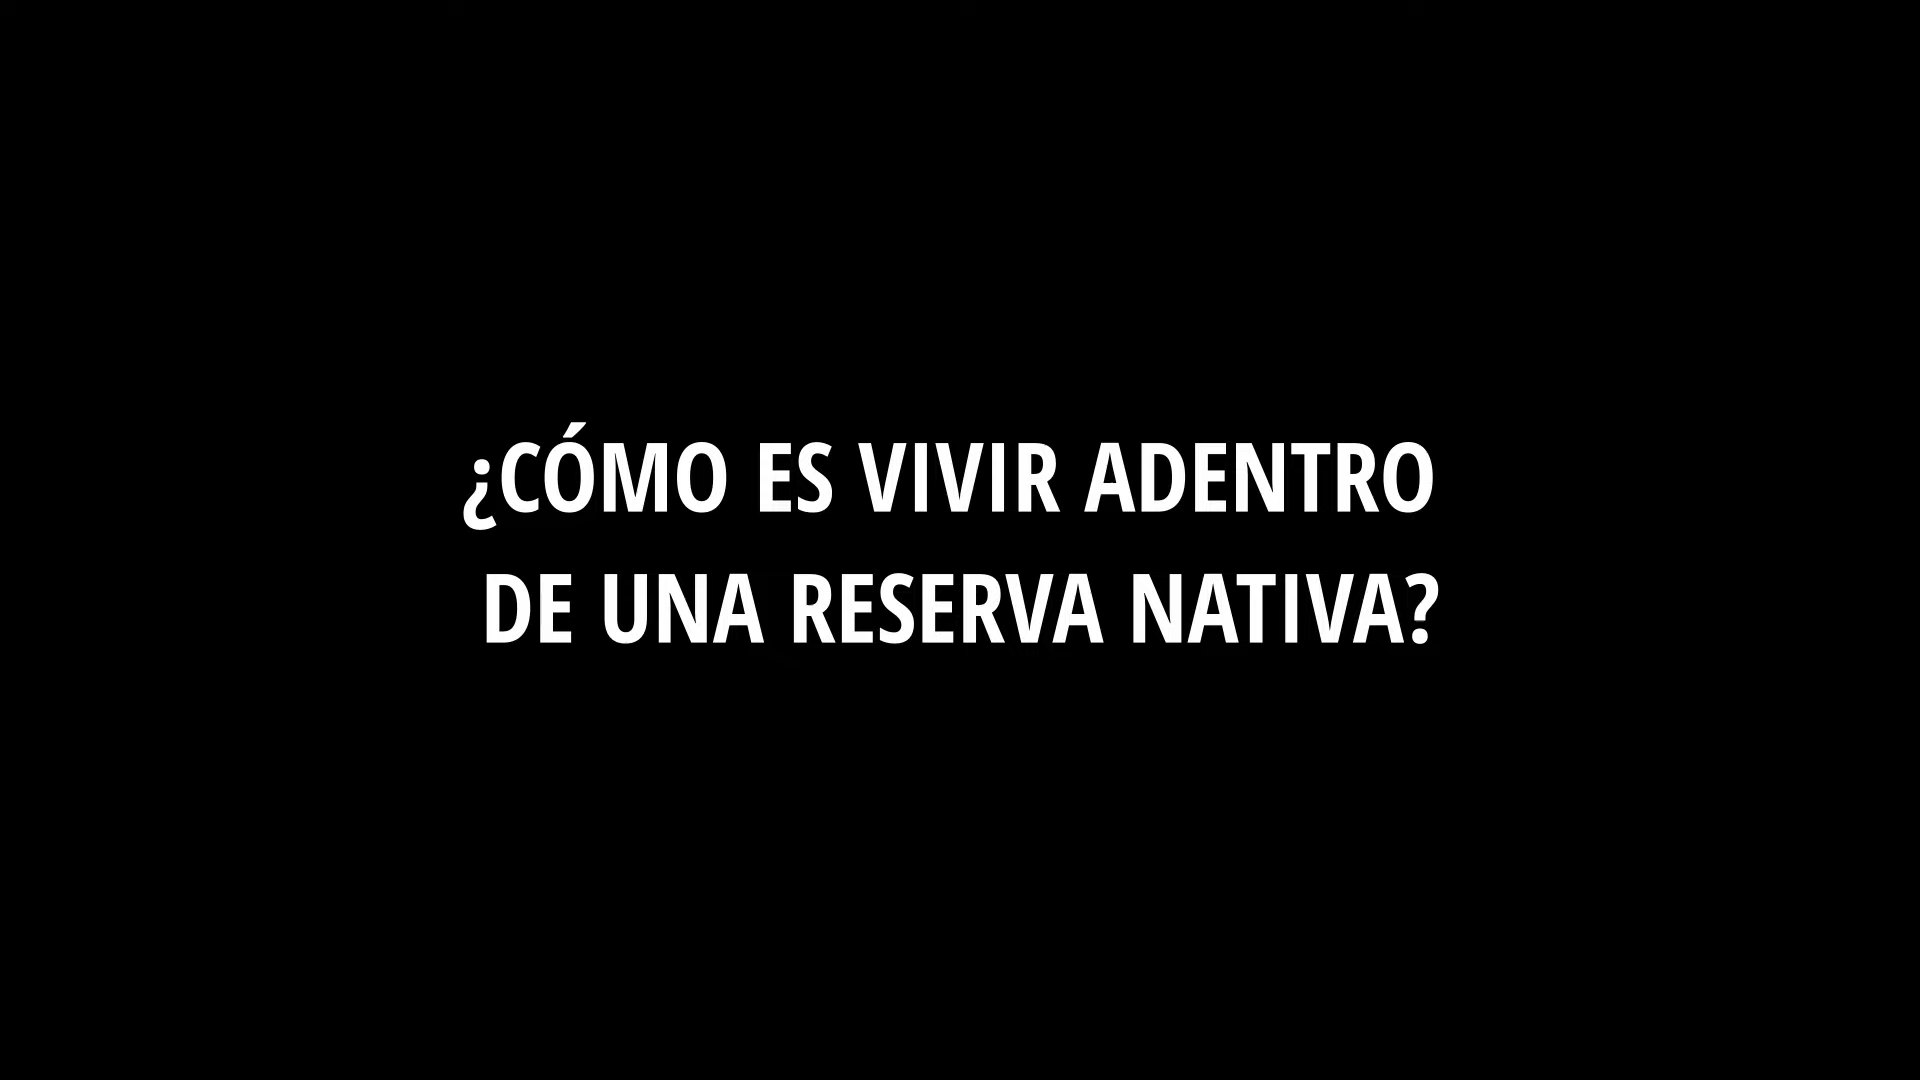 ¿CÓMO ES VIVIR ADENTRO
DE UNA RESERVA NATIVA?